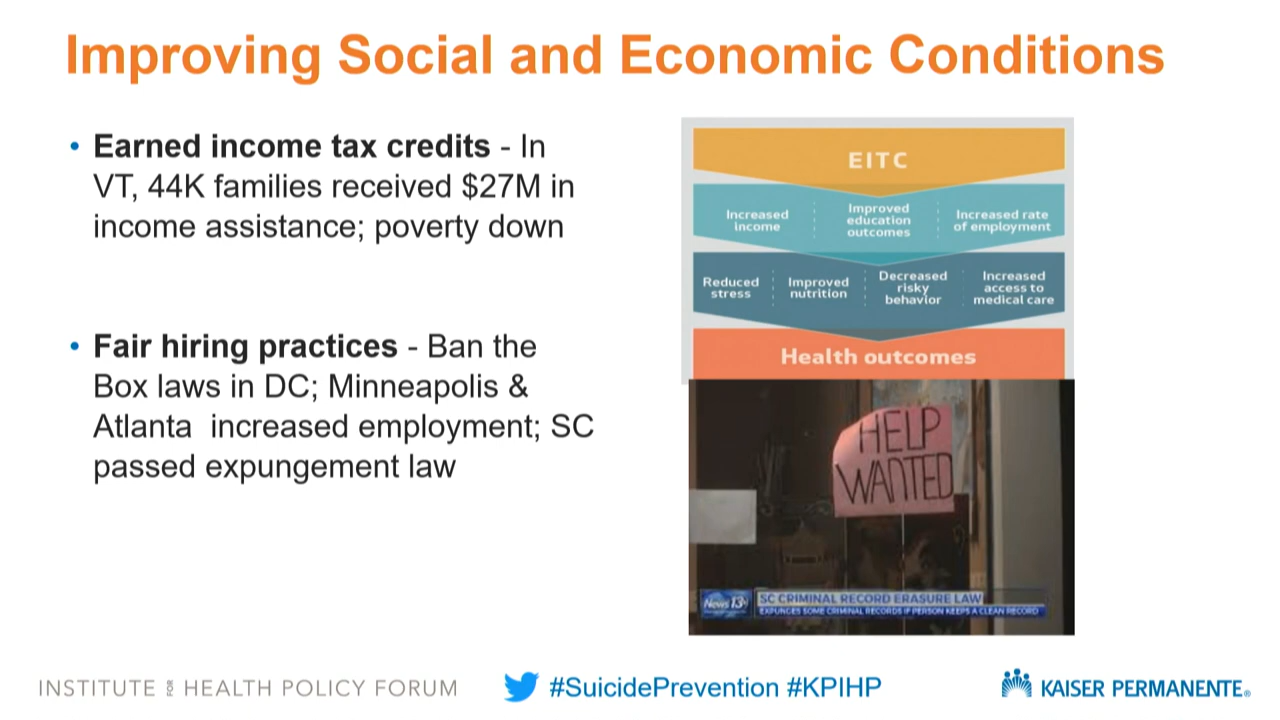 Improving Social and Economic Conditions
• Earned income tax credits - In
VT, 44K families received $27M in
income assistance; poverty down
• Fair hiring practices - Ban the
Box laws in DC; Minneapolis &
Atlanta  increased employment; SC
passed expungement law
EITC
Increased
income
Improved
education
outcomes
Increased rate
of employment
Reduced
stress
Improved
nutrition
Decreased
risky
behavior
Increased
access to
medical care
Health outcomes
HELP
WANTED
News 13
SC CRIMINAL RECORD ERASURE LAW
EXPUNGES SOME CRIMINAL RECORDS IF PERSON KEEPS A CLEAN RECORD
INSTITUTE FOR HEALTH POLICY FORUM
#SuicidePrevention #KPIHP
KAISER PERMANENTE®